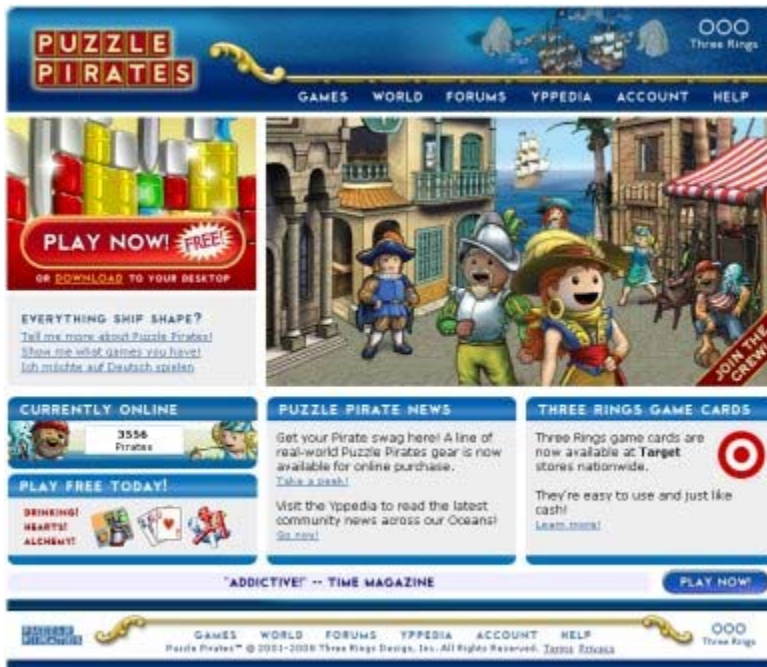 PUZZLE
PIRATES
Three Rings
GAMES WORLD FORUMS YPPEDIA ACCOUNT HELP
PLAY NOW! FREE!
OR DOWNLOAD TO YOUR DESKTOP
EVERYTHING SHIP SHAPE?
Tell me more about Puzzle Pirates!
Show me what games you have!
Ich möchte auf Deutsch spielen
JOIN THE
CREW!
CURRENTLY ONLINE
3556
Pirates
PLAY FREE TODAY!
DRINKING!
HEARTS!
ALCHEMY!
PUZZLE PIRATE NEWS
Get your Pirate swag here! A line of
real-world Puzzle Pirates gear is now
available for online purchase.
Take a peek!
Visit the Yppedia to read the latest
community news across our Oceans!
Go now!
THREE RINGS GAME CARDS
Three Rings game cards are
now available at Target
stores nationwide.
They're easy to use and just like
cash!
Learn more!
"ADDICTIVE!" -- TIME MAGAZINE
PLAY NOW!
PUZZLE
PIRATES
GAMES WORLD FORUMS YPPEDIA ACCOUNT HELP
Puzzle Pirates™ © 2001-2008 Three Rings Design, Inc. All Rights Reserved. Terms Privacy
Three Rings